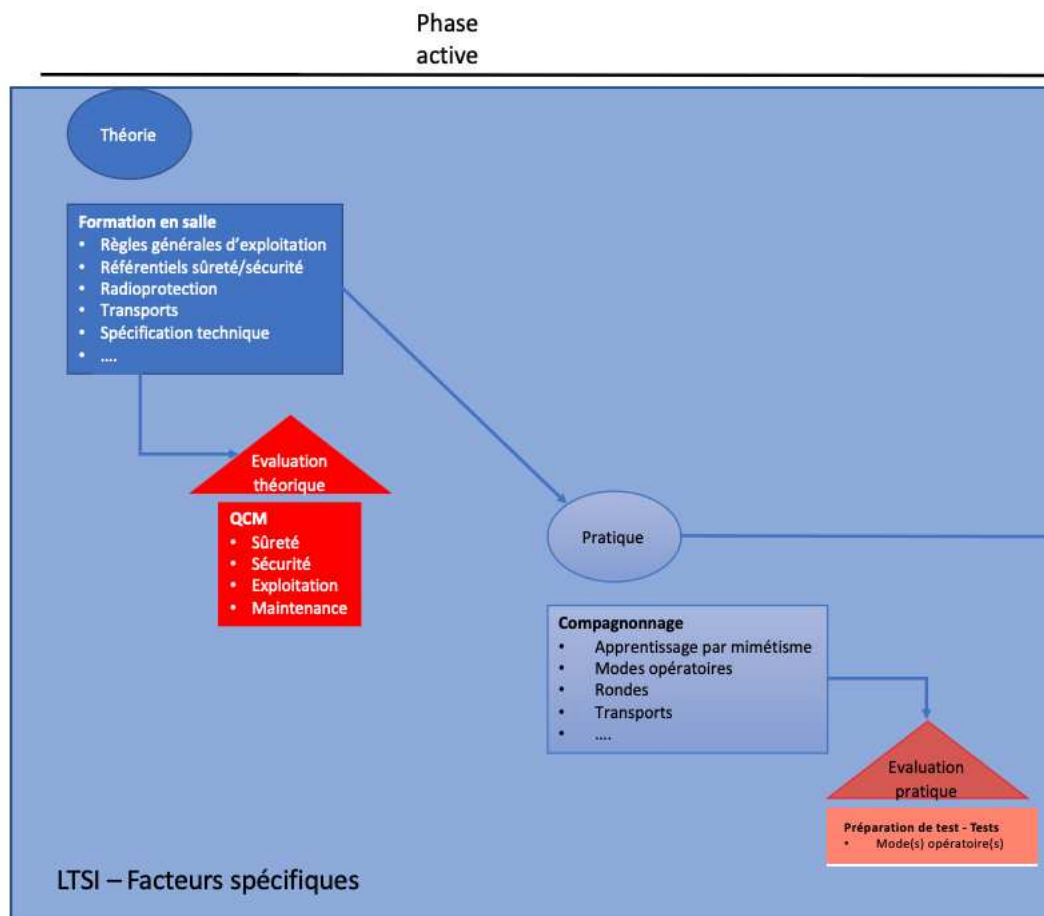 Phase
active
Théorie
Formation en salle
• Règles générales d'exploitation
• Référentiels sûreté/sécurité
• Radioprotection
• Transports
• Spécification technique
• ....
Evaluation
théorique
QCM
• Sûreté
• Sécurité
• Exploitation
• Maintenance
Pratique
Compagnonnage
• Apprentissage par mimétisme
• Modes opératoires
• Rondes
• Transports
• ....
Evaluation
pratique
Préparation de test - Tests
• Mode(s) opératoire(s)
LTSI – Facteurs spécifiques